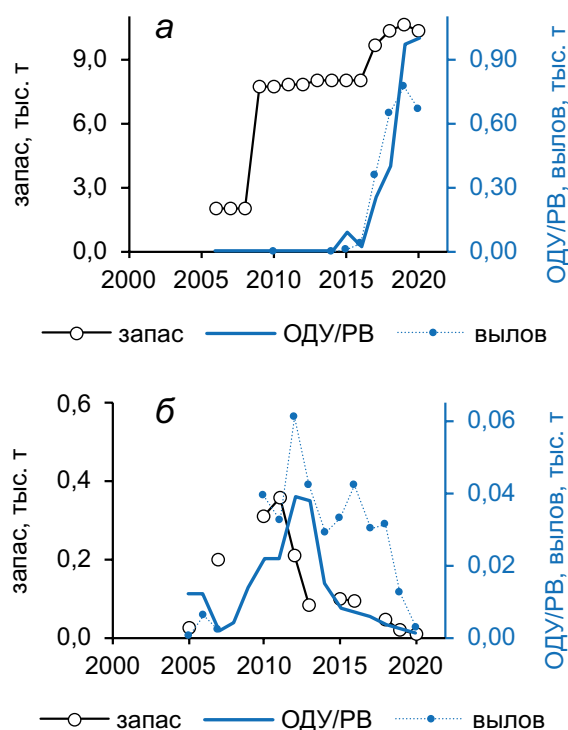 а
запас, тыс. т
9,0
6,0
3,0
0,0
ОДУ/РВ, вылов, тыс. т
0,90
0,60
0,30
0,00
2000 2005 2010 2015 2020
запас ОДУ/РВ вылов
б
запас, тыс. т
0,6
0,4
0,2
0,0
ОДУ/РВ, вылов, тыс. т
0,06
0,04
0,02
0,00
2000 2005 2010 2015 2020
запас ОДУ/РВ вылов